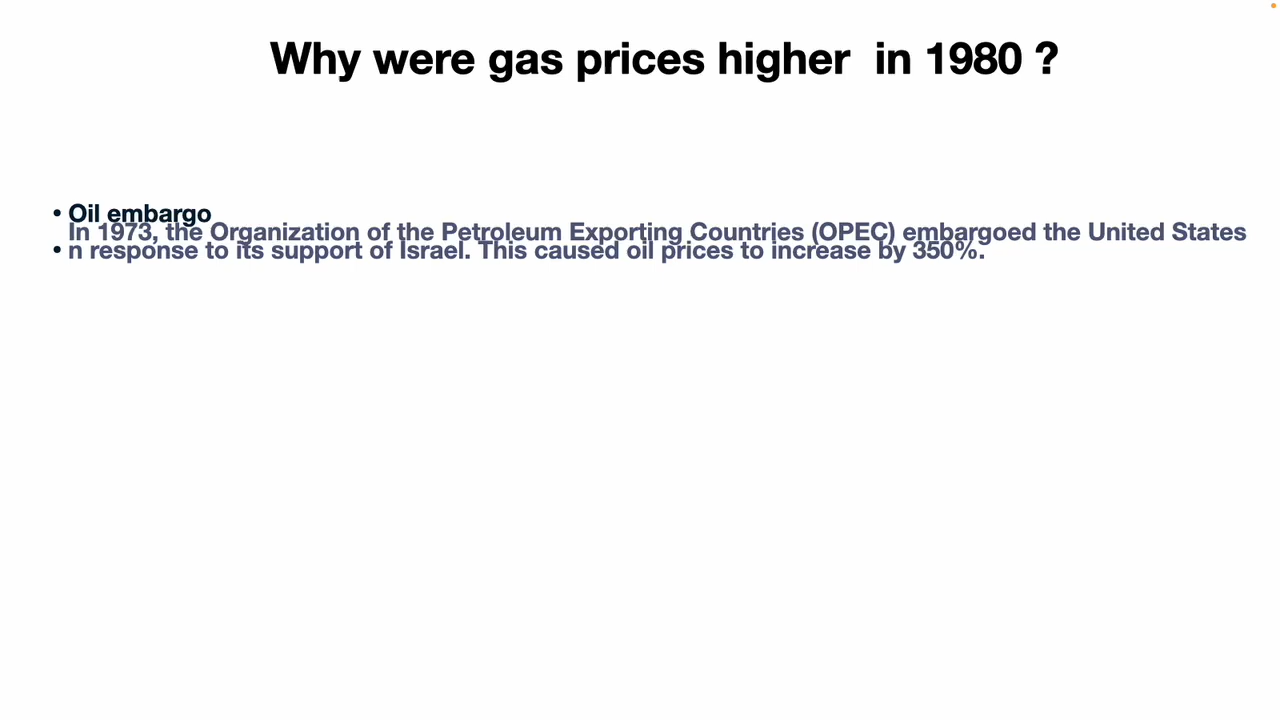 Why were gas prices higher  in 1980 ?
• Oil embargo
In 1973, the Organization of the Petroleum Exporting Countries (OPEC) embargoed the United States
• n response to its support of Israel. This caused oil prices to increase by 350%.